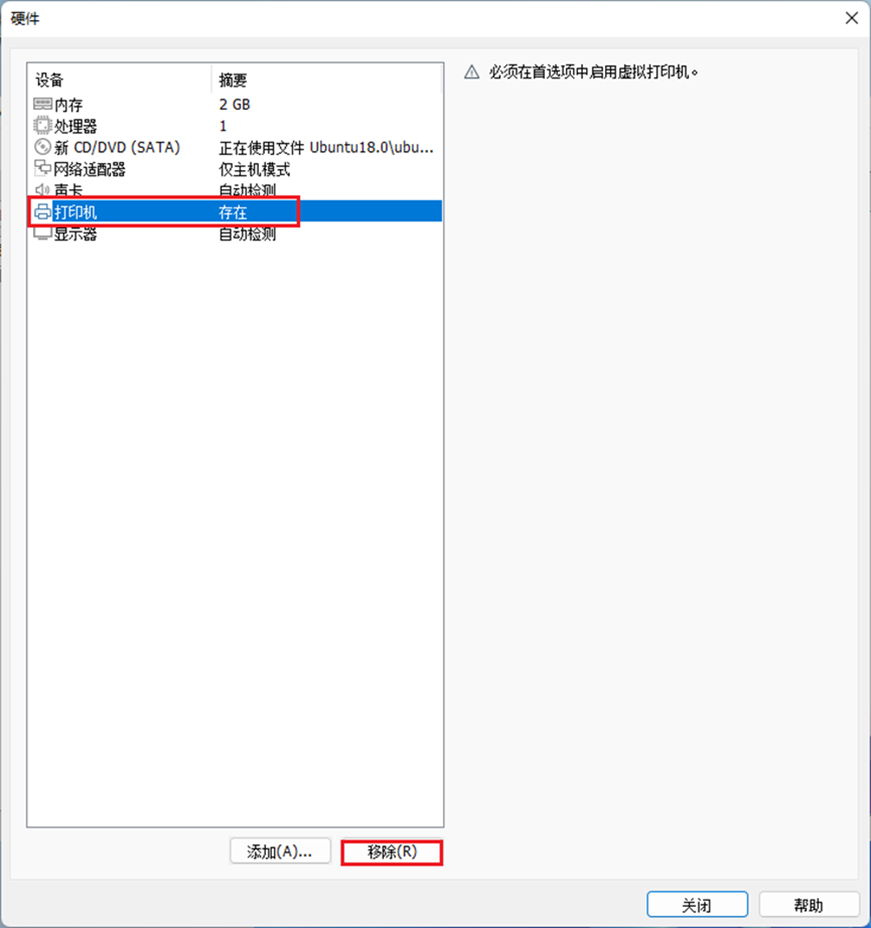 硬件
设备 摘要
内存 2 GB
处理器 1
新 CD/DVD (SATA) 正在使用文件 Ubuntu18.0\ubu...
网络适配器 仅主机模式
声卡 自动检测
打印机 存在
显示器 自动检测
必须在首选项中启用虚拟打印机。
添加(A)... 移除(R)
关闭 帮助